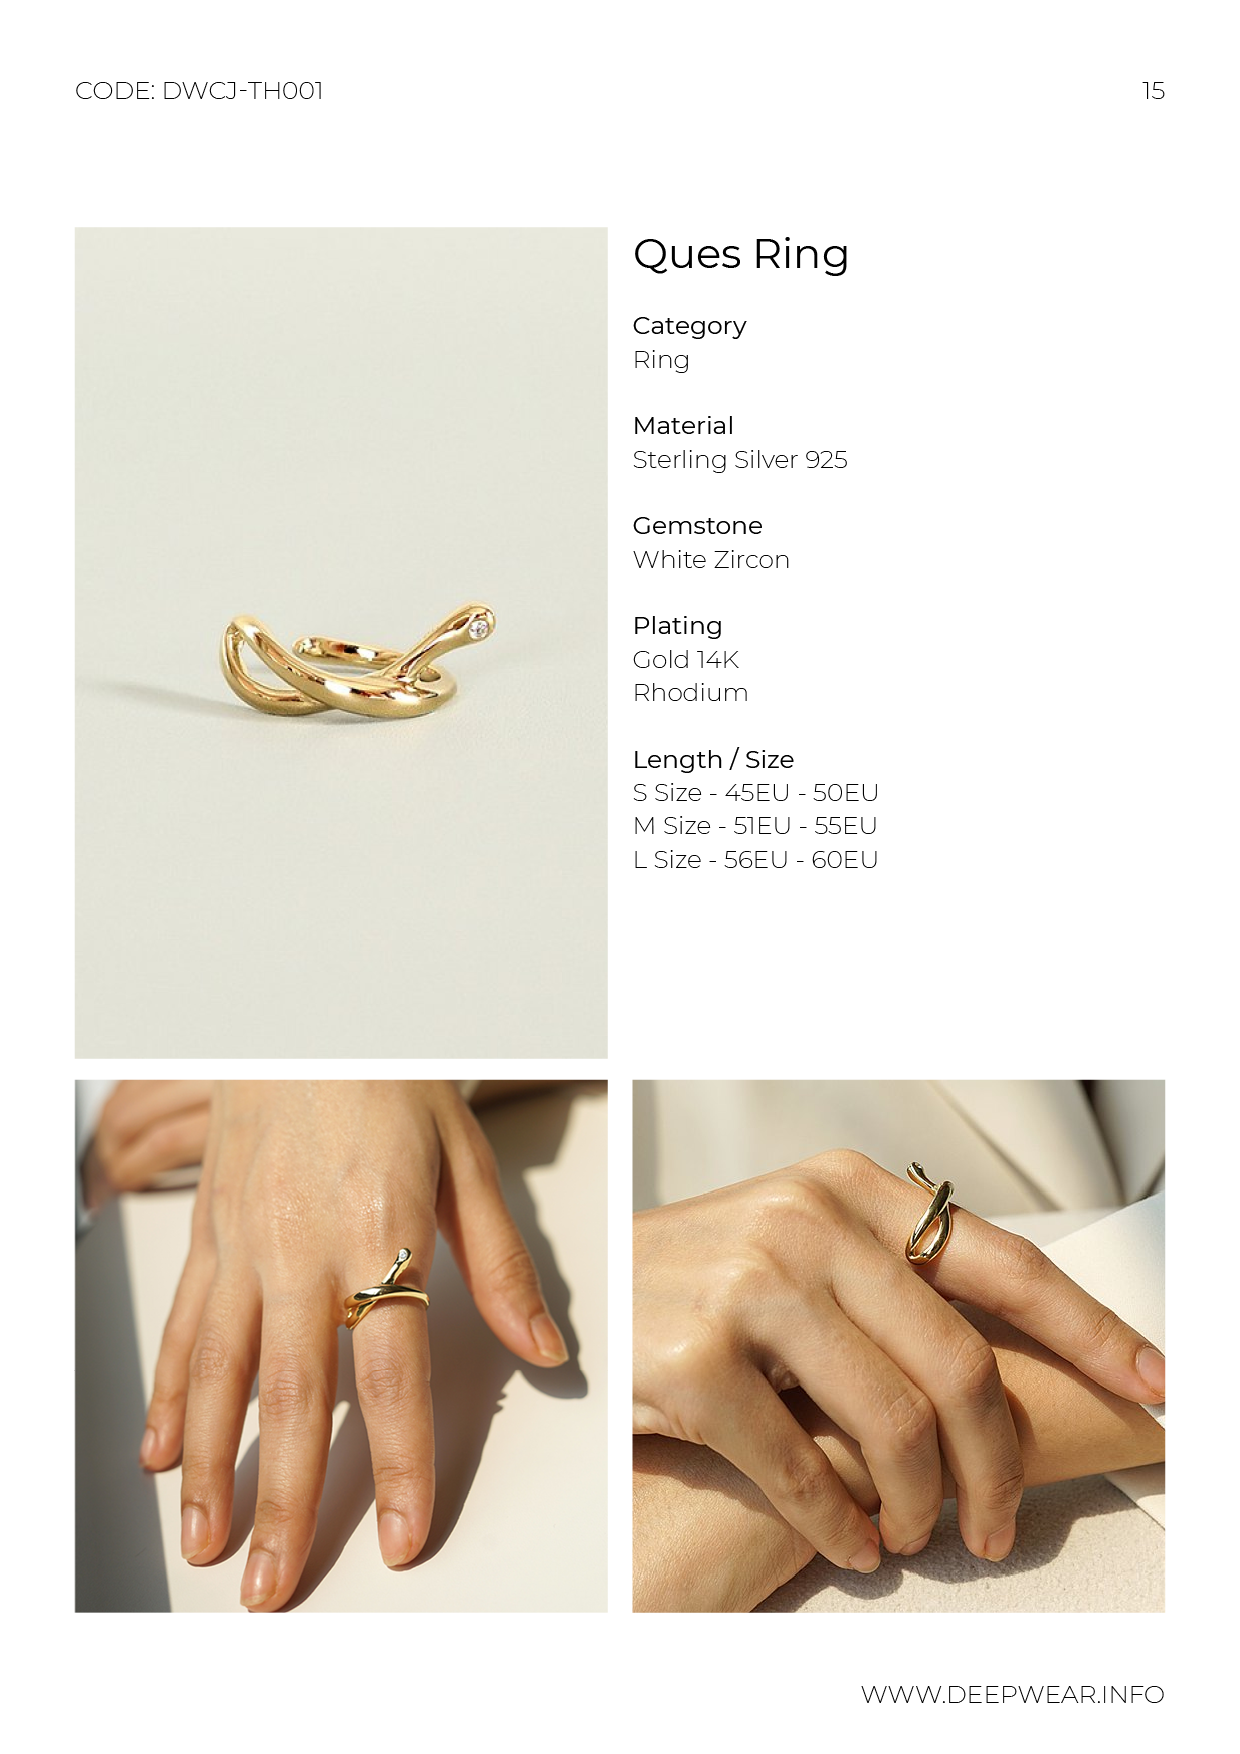 CODE: DWCJ-TH001
15
Ques Ring
Category
Ring
Material
Sterling Silver 925
Gemstone
White Zircon
Plating
Gold 14K
Rhodium
Length / Size
S Size - 45EU - 50EU
M Size - 51EU - 55EU
L Size - 56EU - 60EU
WWW.DEEPWEAR.INFO